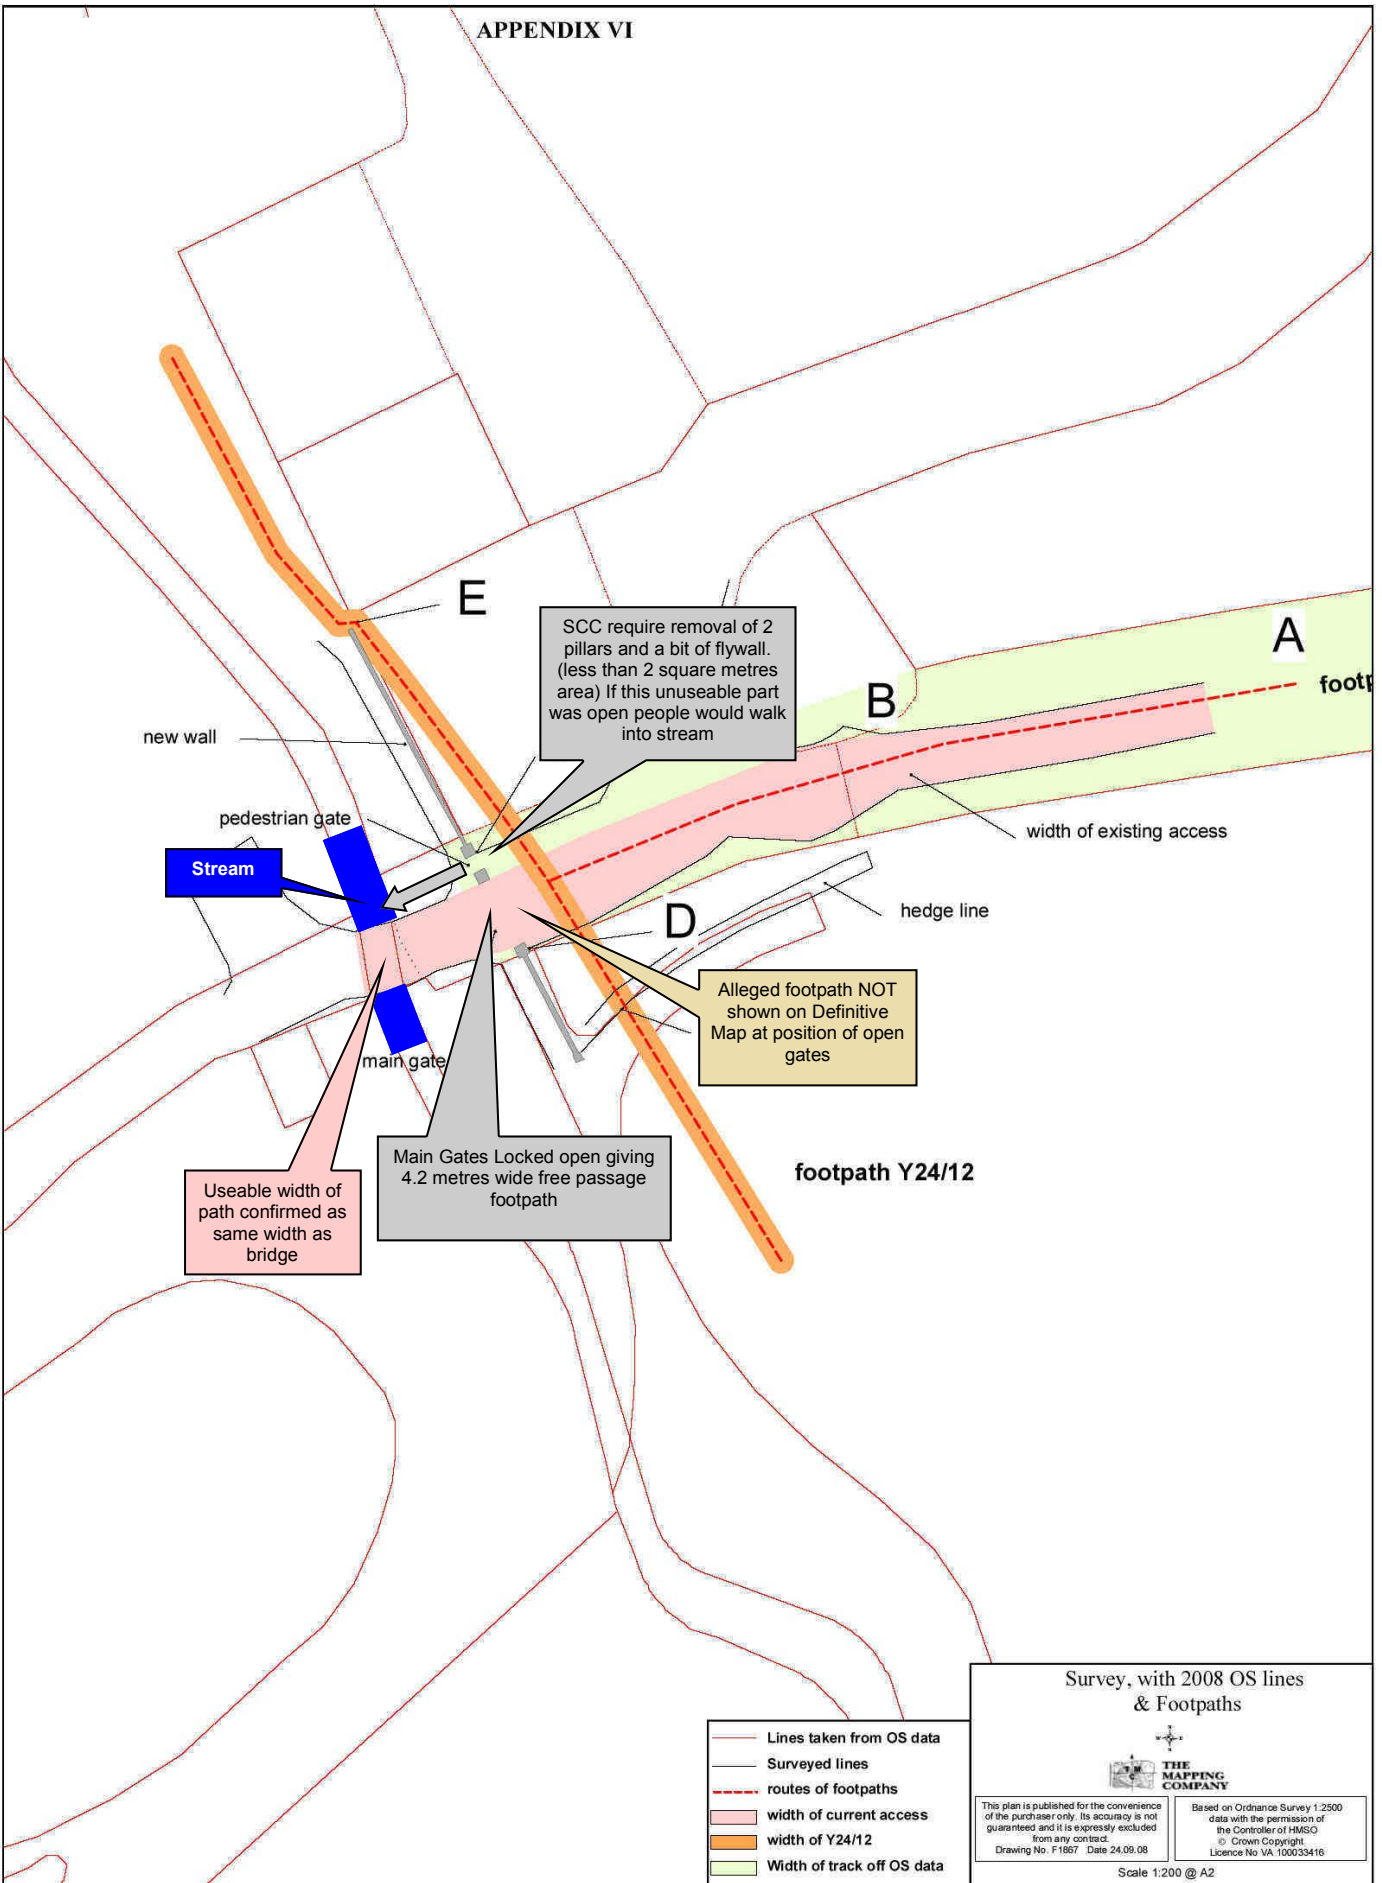 APPENDIX VI
E
SCC require removal of 2
pillars and a bit of flywall.
(less than 2 square metres
area) If this unuseable part
was open people would walk
into stream
A
B
footp
new wall
pedestrian gate
width of existing access
Stream
hedge line
D
Alleged footpath NOT
shown on Definitive
Map at position of open
gates
main gate
Main Gates Locked open giving
4.2 metres wide free passage
footpath
footpath Y24/12
Useable width of
path confirmed as
same width as
bridge
Lines taken from OS data
Surveyed lines
routes of footpaths
width of current access
width of Y24/12
Width of track off OS data
Survey, with 2008 OS lines
& Footpaths
THE
MAPPING
COMPANY
This plan is published for the convenience
of the purchaser only. Its accuracy is not
guaranteed and it is expressly excluded
from any contract.
Drawing No. F1867 Date 24.09.08
Based on Ordnance Survey 1:2500
data with the permission of
the Controller of HMSO
© Crown Copyright
Licence No VA 100033416
Scale 1:200 @ A2